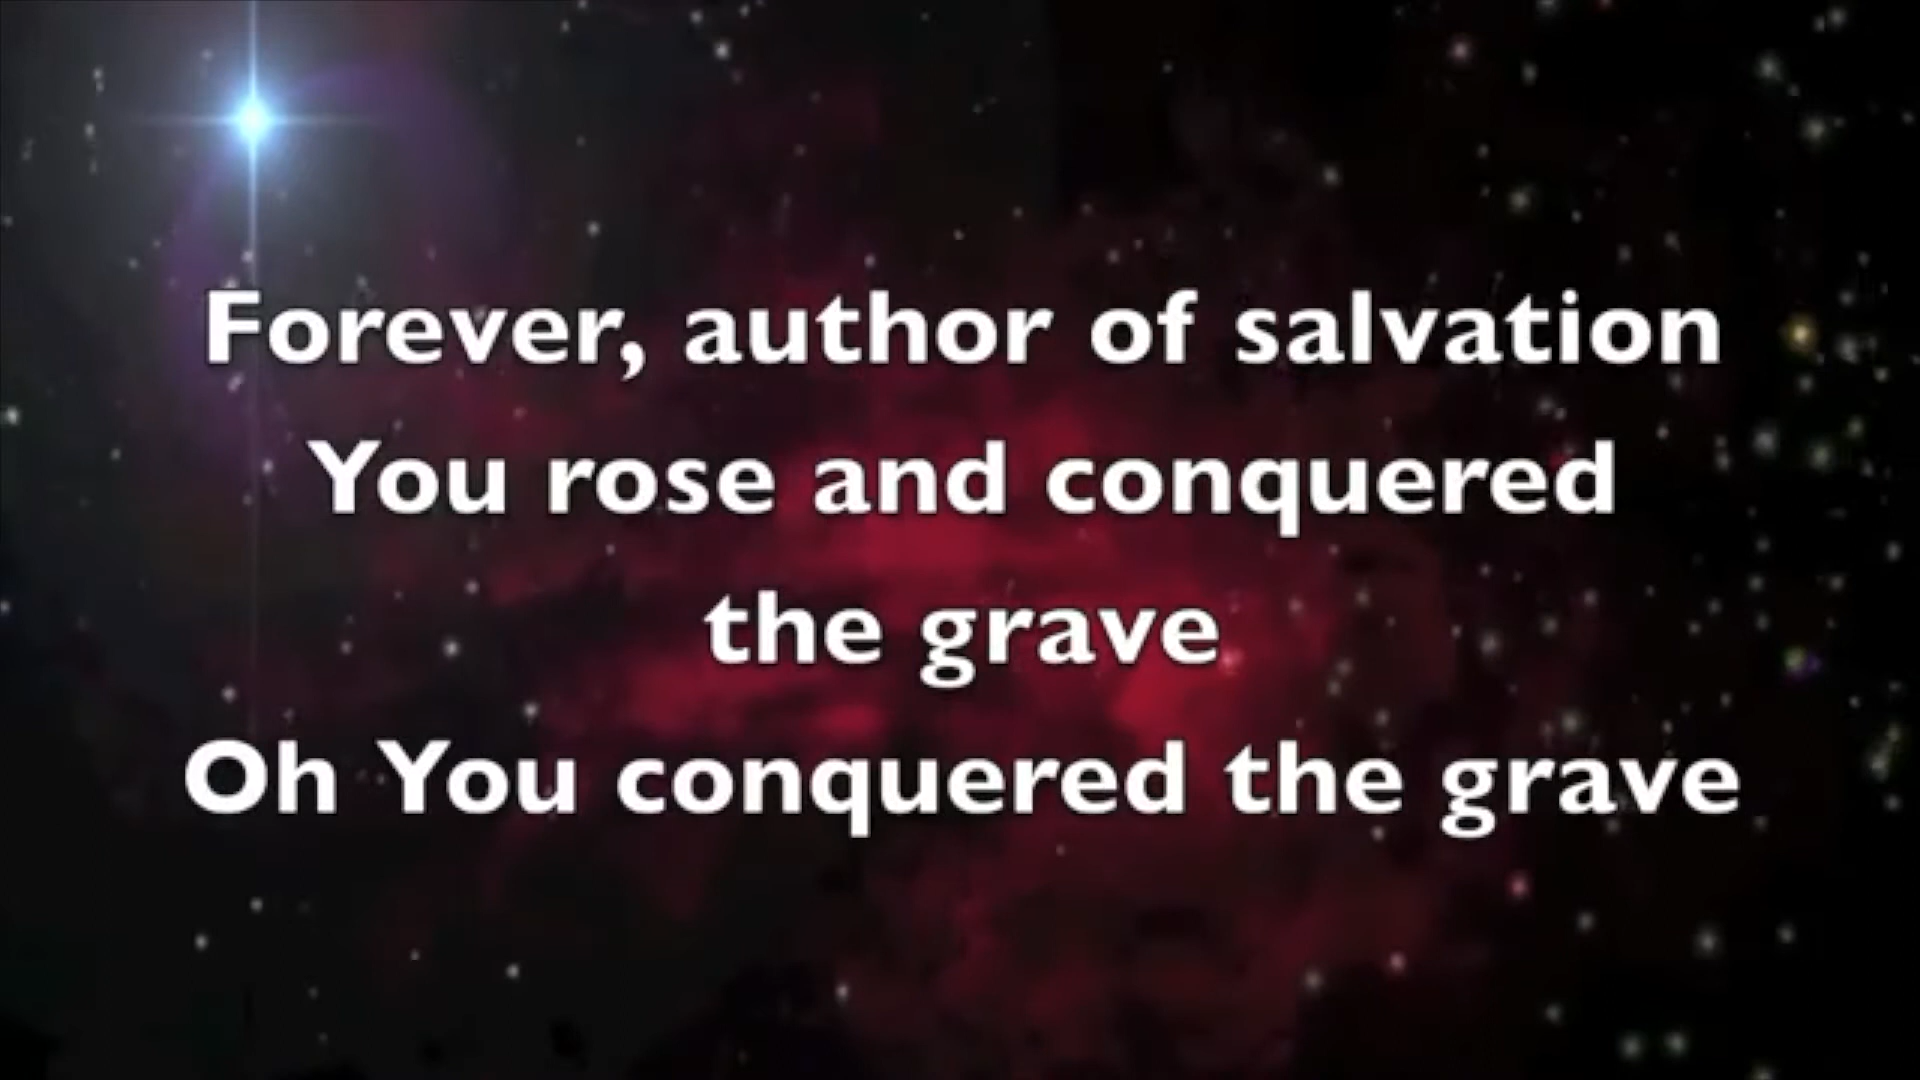 Forever, author of salvation
You rose and conquered
the grave
Oh You conquered the grave